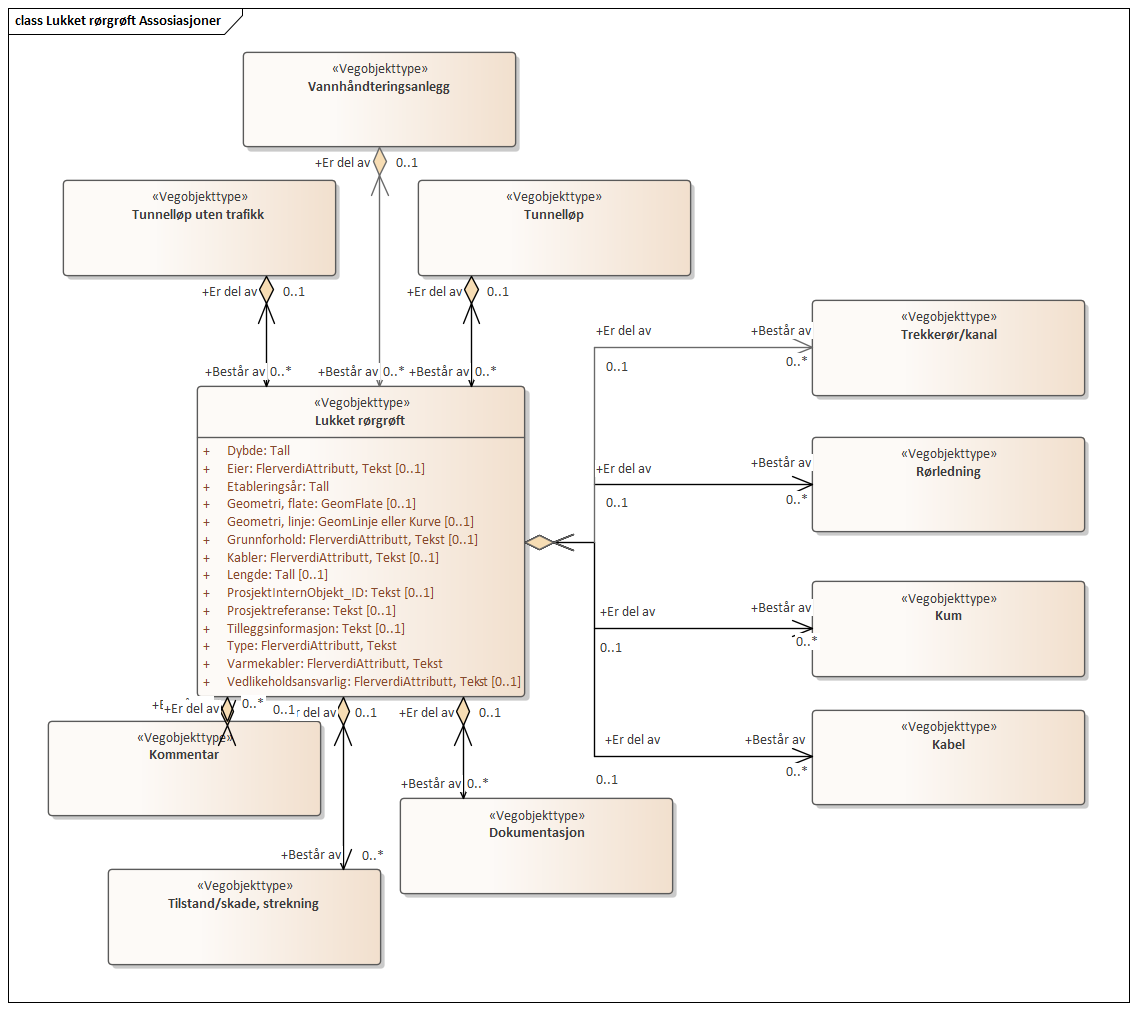 class Lukket rørgrøft Assosiasjoner
«Vegobjekttype»
Vannhåndteringsanlegg
+Er del av 0..1
«Vegobjekttype»
Tunnelløp uten trafikk
«Vegobjekttype»
Tunnelløp
+Er del av 0..1
+Er del av 0..1
+Består av 0..*
+Består av 0..*
+Består av 0..*
«Vegobjekttype»
Lukket rørgrøft
+ Dybde: Tall
+ Eier: FlerverdiAttributt, Tekst [0..1]
+ Etableringsår: Tall
+ Geometri, flate: GeomFlate [0..1]
+ Geometri, linje: GeomLinje eller Kurve [0..1]
+ Grunnforhold: FlerverdiAttributt, Tekst [0..1]
+ Kabler: FlerverdiAttributt, Tekst [0..1]
+ Lengde: Tall [0..1]
+ ProsjektInternObjekt_ID: Tekst [0..1]
+ Prosjektreferanse: Tekst [0..1]
+ Tilleggsinformasjon: Tekst [0..1]
+ Type: FlerverdiAttributt, Tekst
+ Varmekabler: FlerverdiAttributt, Tekst
+ Vedlikeholdsansvarlig: FlerverdiAttributt, Tekst [0..1]
+Er del av
+Består av
0..1
0..*
«Vegobjekttype»
Trekkerør/kanal
+Er del av
+Består av
0..1
0..*
«Vegobjekttype»
Rørledning
+Er del av
+Består av
0..1
0..*
«Vegobjekttype»
Kum
+Er del av
+Består av
0..1
0..*
«Vegobjekttype»
Kabel
0..*
+Er del av 0..1
del av 0..1
+Er del av 0..1
«Vegobjekttype»
Kommentar
+Består av 0..*
«Vegobjekttype»
Dokumentasjon
+Består av 0..*
«Vegobjekttype»
Tilstand/skade, strekning